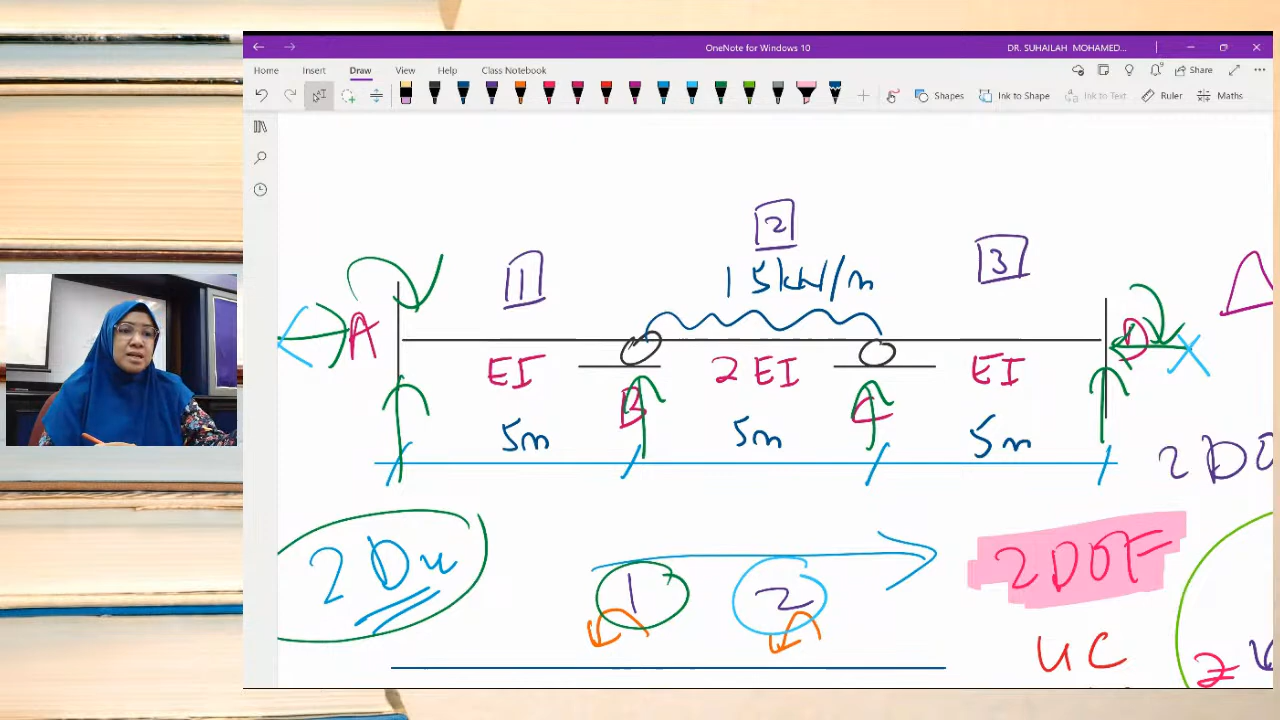 OneNote for Windows 10
DR. SUHAILAH MOHAMED...
Home Insert Draw View Help Class Notebook
Share
Shapes Ink to Shape Ink to Text Ruler Maths
2
1 15kN/m 3
A D
EI 2EI EI
B C
5m 5m 5m
2DO
2Du
1 2
2DOF
UC
2